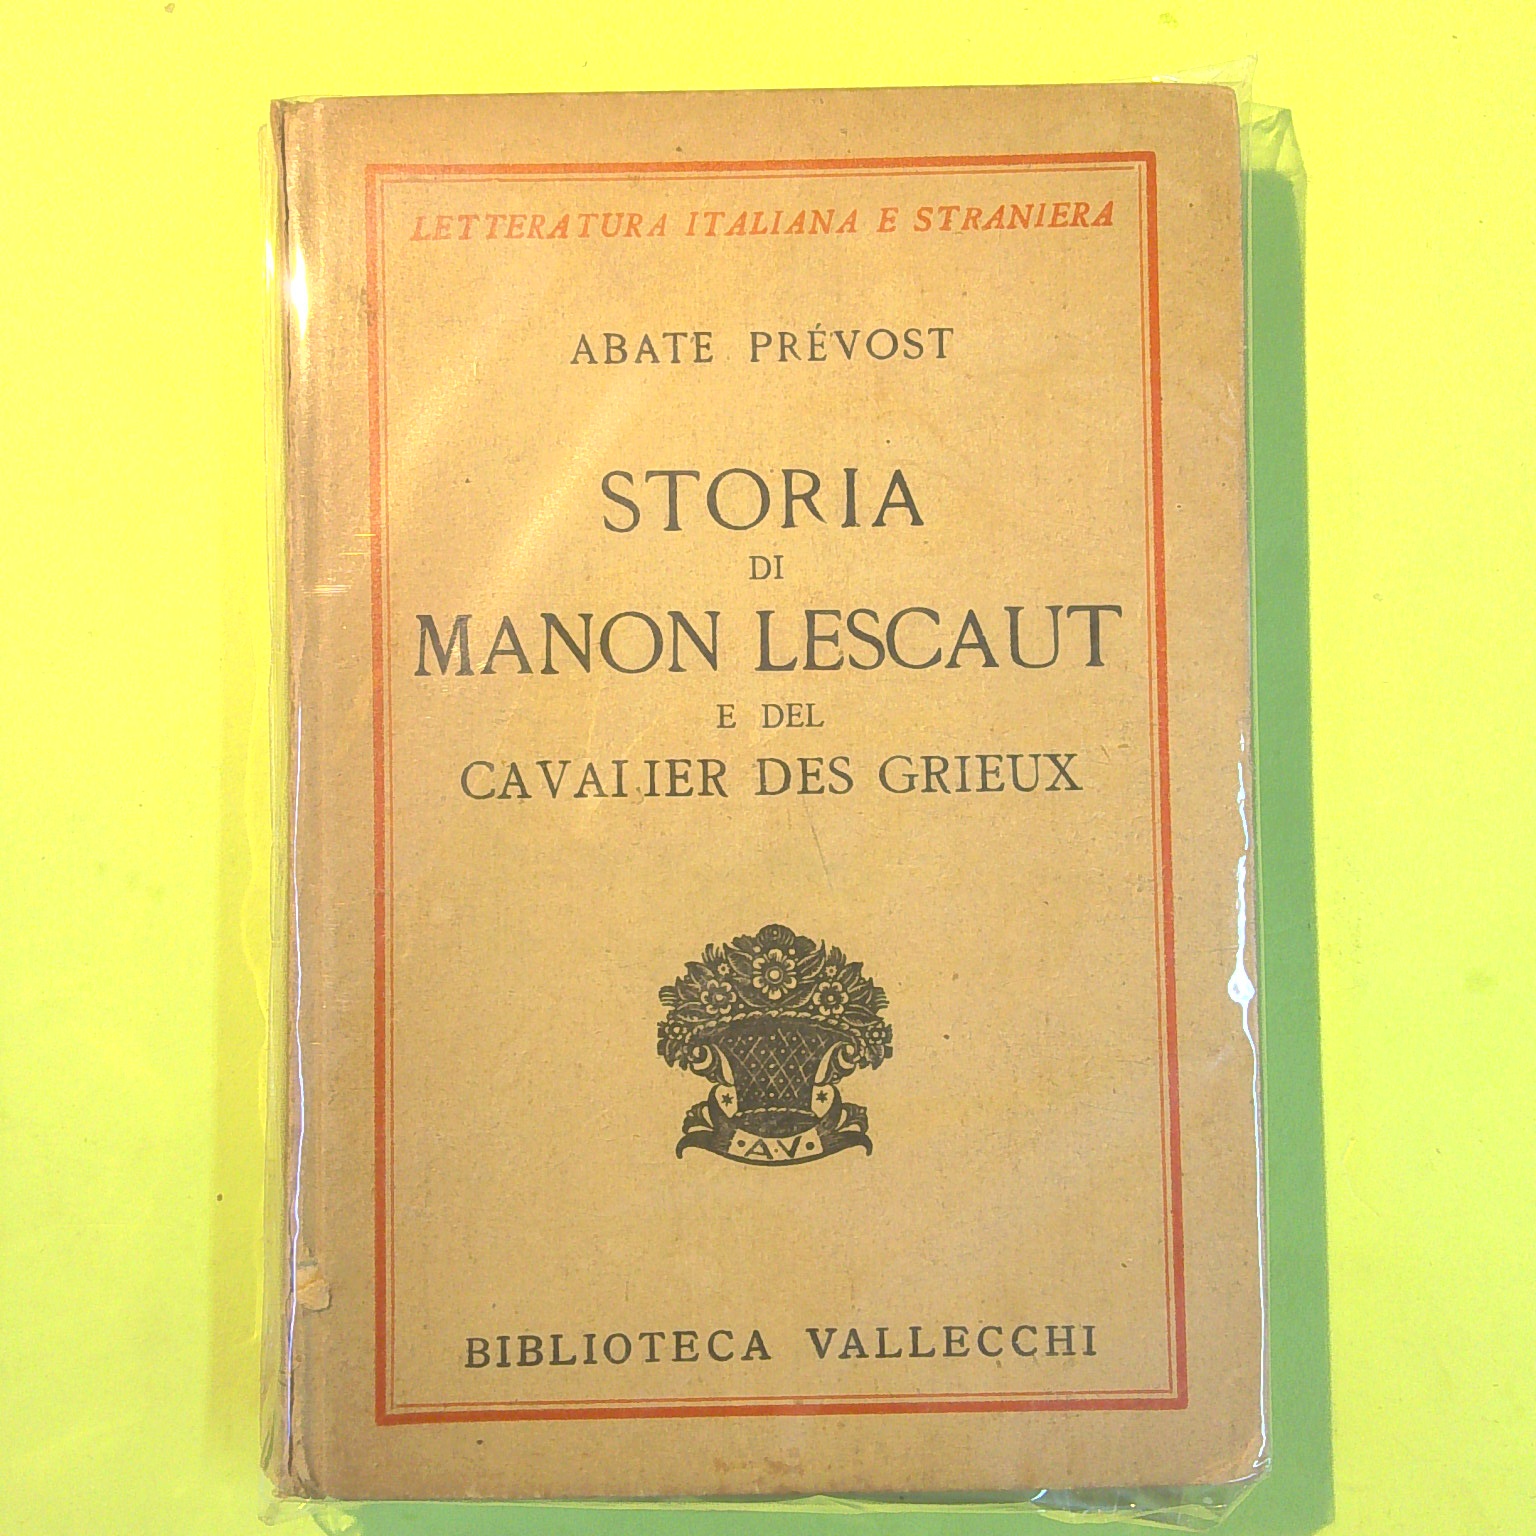 LETTERATURA ITALIANA E STRANIERA
ABATE PRÉVOST
STORIA
DI
MANON LESCAUT
E DEL
CAVALIER DES GRIEUX
·A·V·
BIBLIOTECA VALLECCHI